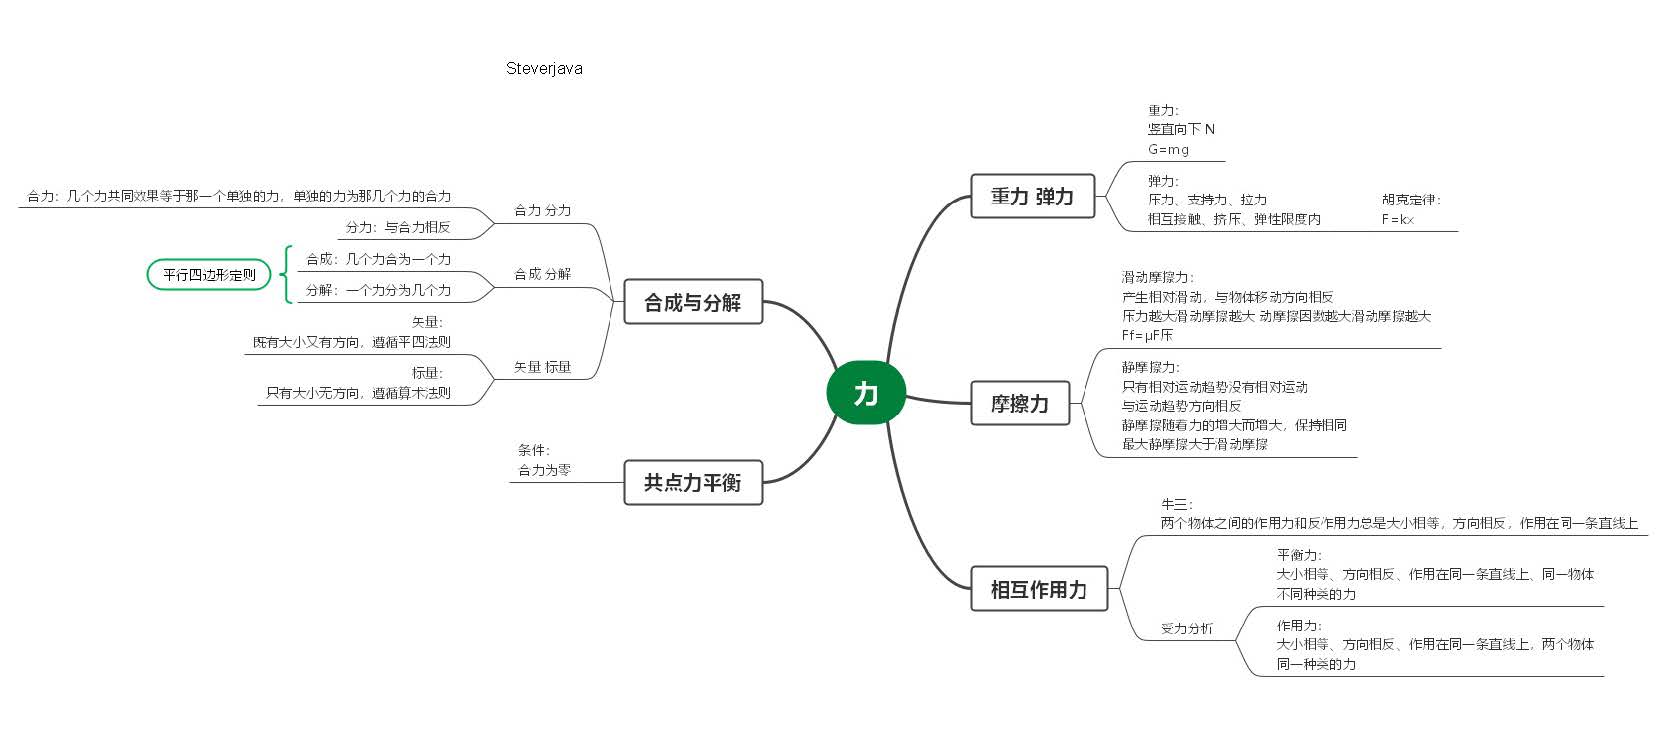 Steverjava
力
重力 弹力
重力：
竖直向下 N
G=mg
弹力：
压力、支持力、拉力
相互接触、挤压、弹性限度内
胡克定律：
F=kx
摩擦力
滑动摩擦力：
产生相对滑动，与物体移动方向相反
压力越大滑动摩擦越大 动摩擦因数越大滑动摩擦越大
Ff=μF压
静摩擦力：
只有相对运动趋势没有相对运动
与运动趋势方向相反
静摩擦随着力的增大而增大，保持相同
最大静摩擦大于滑动摩擦
相互作用力
牛三：
两个物体之间的作用力和反作用力总是大小相等，方向相反，作用在同一条直线上
受力分析
平衡力：
大小相等、方向相反、作用在同一条直线上、同一物体
不同种类的力
作用力：
大小相等、方向相反、作用在同一条直线上，两个物体
同一种类的力
合成与分解
合力 分力
合力：几个力共同效果等于那一个单独的力，单独的力为那几个力的合力
分力：与合力相反
合成 分解
合成：几个力合为一个力
分解：一个力分为几个力
平行四边形定则
矢量 标量
矢量：
既有大小又有方向，遵循平四法则
标量：
只有大小无方向，遵循算术法则
共点力平衡
条件：
合力为零